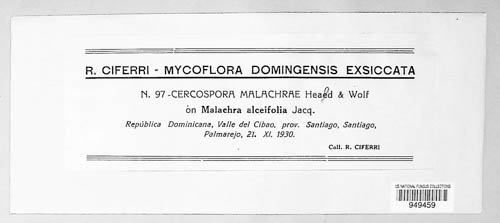 R. CIFERRI - MYCOFLORA DOMINGENSIS EXSICCATA
N. 97 - CERCOSPORA MALACHRAE Heald & Wolf
on Malachra alceifolia Jacq.
República Dominicana, Valle del Cibao, prov. Santiago, Santiago,
Palmarejo, 21. XI. 1930.
Coll. R. CIFERRI
US NATIONAL FUNGUS COLLECTIONS
949459